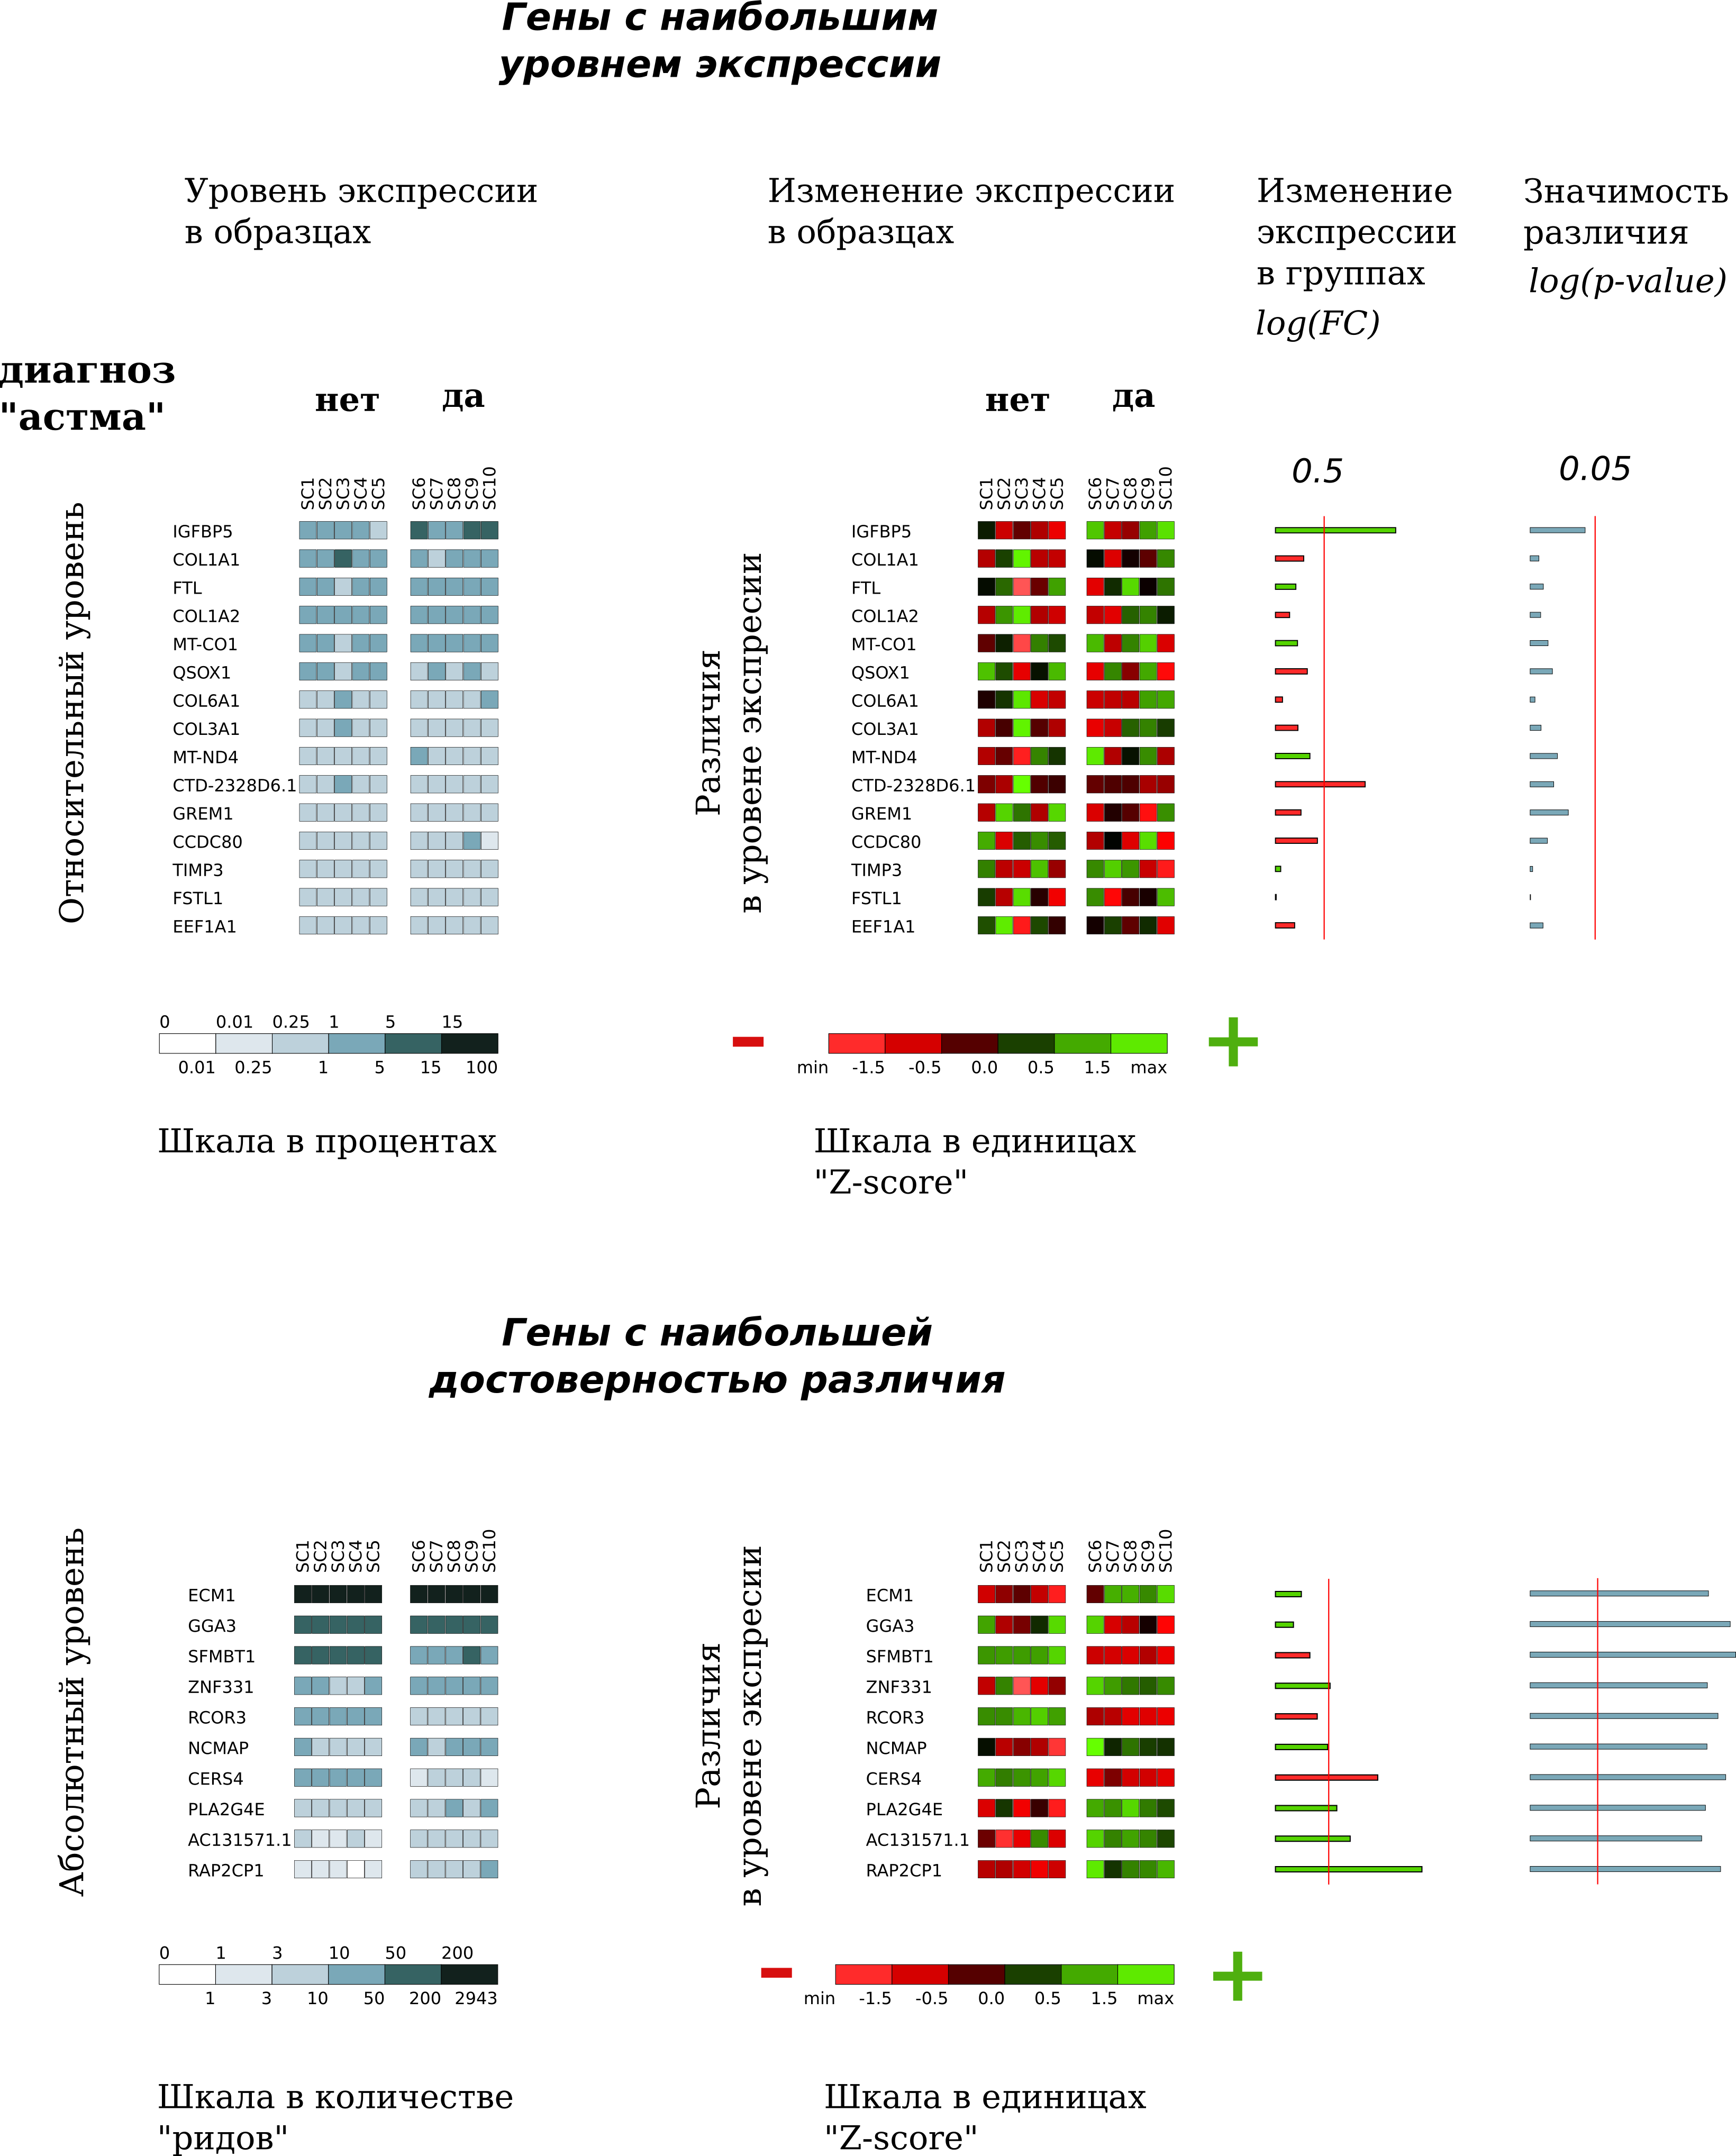 Гены с наибольшим
уровнем экспрессии
Уровень экспрессии
в образцах
Изменение экспрессии
в образцах
Изменение
экспрессии
в группах
log(FC)
Значимость
различия
log(p-value)
диагноз
"астма"
нет
да
нет
да
0.5
0.05
Относительный уровень
SC1 SC2 SC3 SC4 SC5 SC6 SC7 SC8 SC9 SC10
IGFBP5
COL1A1
FTL
COL1A2
MT-CO1
QSOX1
COL6A1
COL3A1
MT-ND4
CTD-2328D6.1
GREM1
CCDC80
TIMP3
FSTL1
EEF1A1
0 0.01 0.25 1 5 15
0.01 0.25 1 5 15 100
Шкала в процентах
Различия
в уровене экспресии
SC1 SC2 SC3 SC4 SC5 SC6 SC7 SC8 SC9 SC10
IGFBP5
COL1A1
FTL
COL1A2
MT-CO1
QSOX1
COL6A1
COL3A1
MT-ND4
CTD-2328D6.1
GREM1
CCDC80
TIMP3
FSTL1
EEF1A1
- +
min -1.5 -0.5 0.0 0.5 1.5 max
Шкала в единицах
"Z-score"
Гены с наибольшей
достоверностью различия
Абсолютный уровень
SC1 SC2 SC3 SC4 SC5 SC6 SC7 SC8 SC9 SC10
ECM1
GGA3
SFMBT1
ZNF331
RCOR3
NCMAP
CERS4
PLA2G4E
AC131571.1
RAP2CP1
0 1 3 10 50 200
1 3 10 50 200 2943
Шкала в количестве
"ридов"
Различия
в уровене экспресии
SC1 SC2 SC3 SC4 SC5 SC6 SC7 SC8 SC9 SC10
ECM1
GGA3
SFMBT1
ZNF331
RCOR3
NCMAP
CERS4
PLA2G4E
AC131571.1
RAP2CP1
- +
min -1.5 -0.5 0.0 0.5 1.5 max
Шкала в единицах
"Z-score"